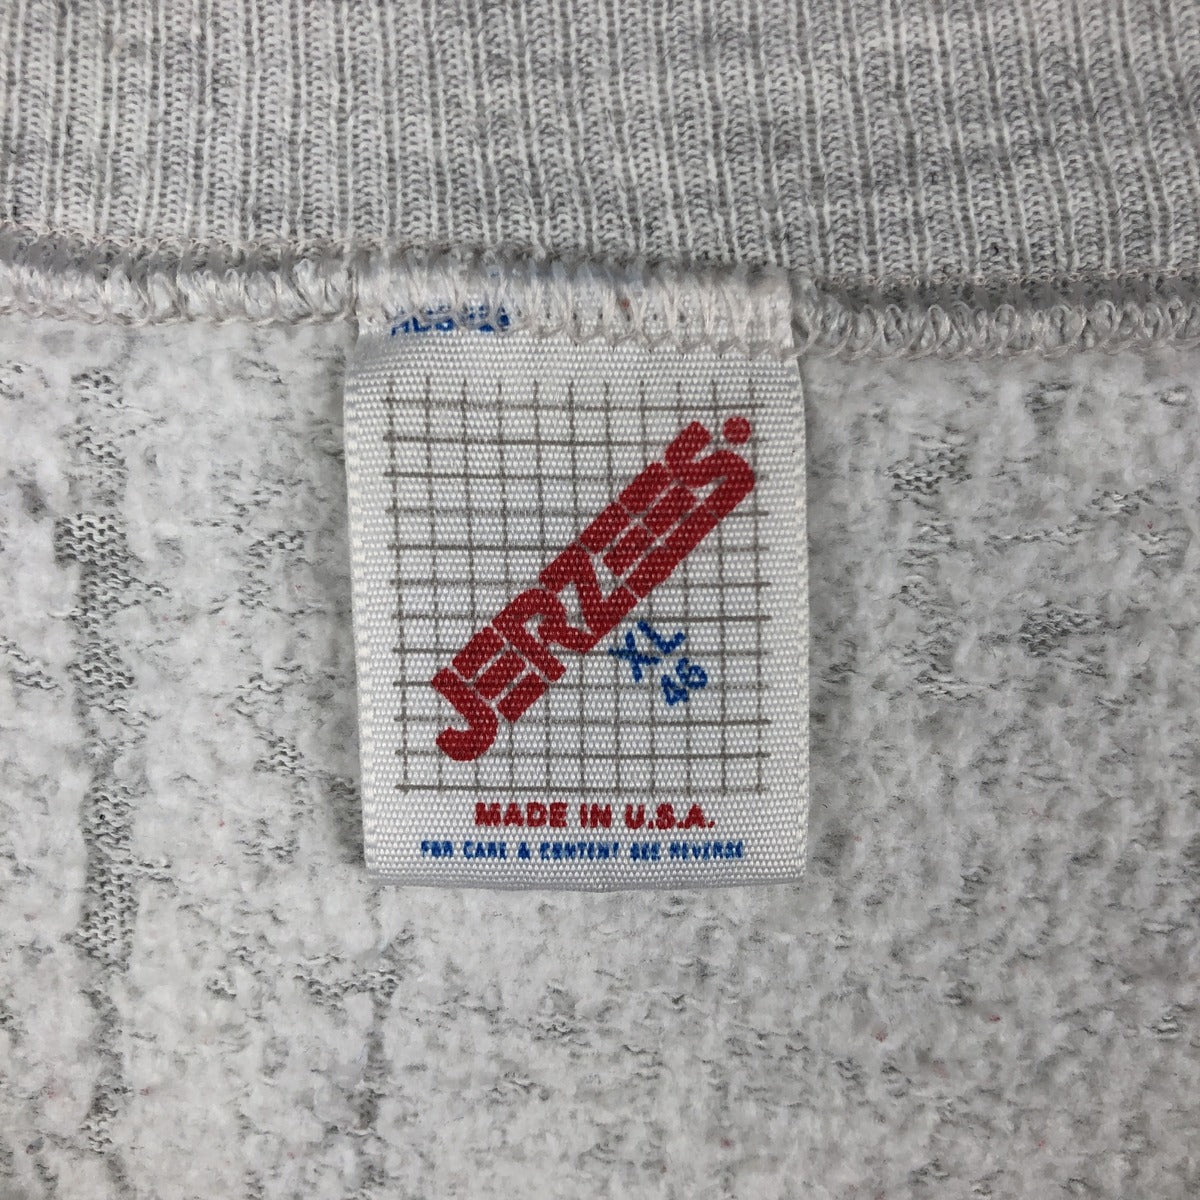 JERZEES.
XL
46
MADE IN U.S.A.
FOR CARE & CONTENT SEE REVERSE